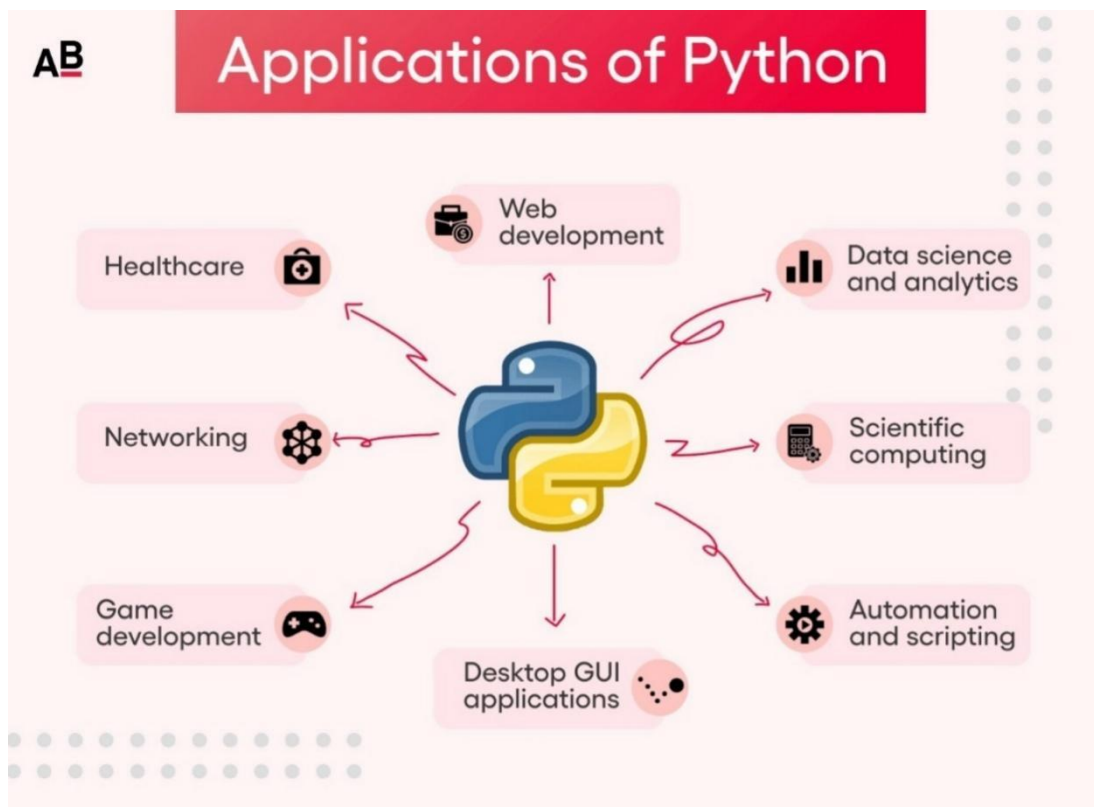 AB
Applications of Python
Web
development
Healthcare
Data science
and analytics
Networking
Scientific
computing
Game
development
Automation
and scripting
Desktop GUI
applications